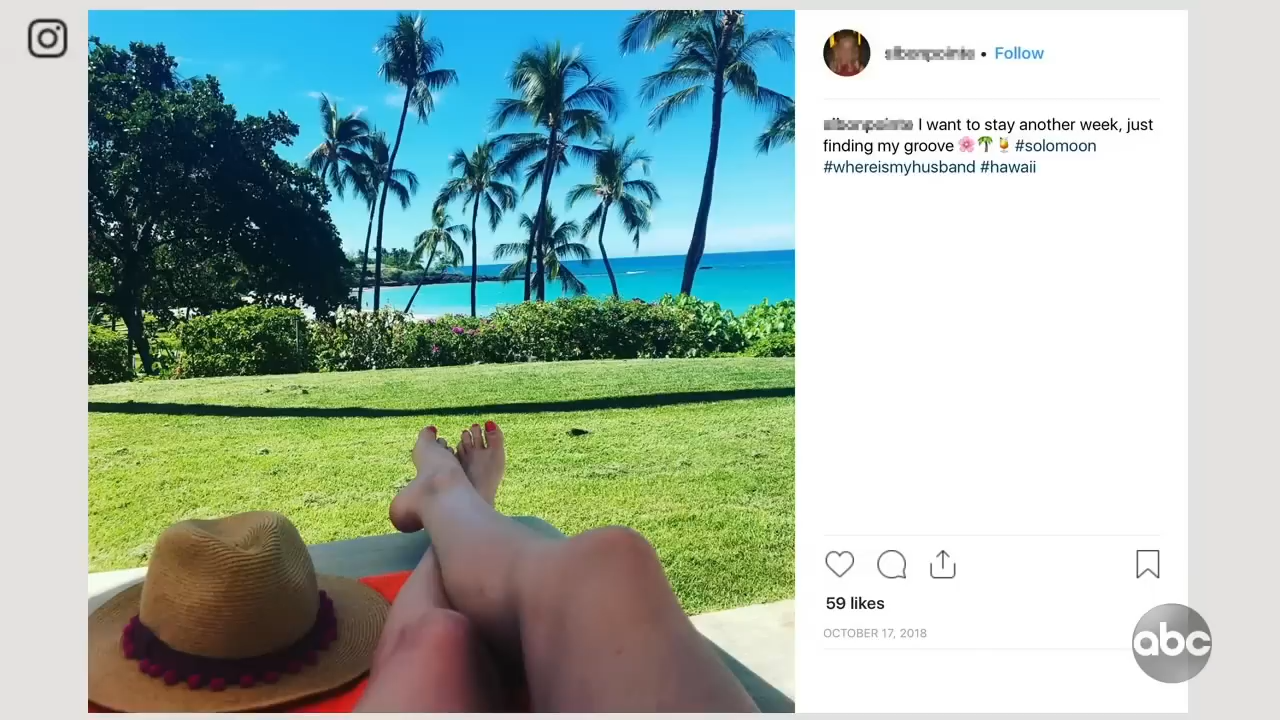 • Follow
I want to stay another week, just
finding my groove 🌸🌴🍹 #solomoon
#whereismyhusband #hawaii
59 likes
OCTOBER 17, 2018
abc